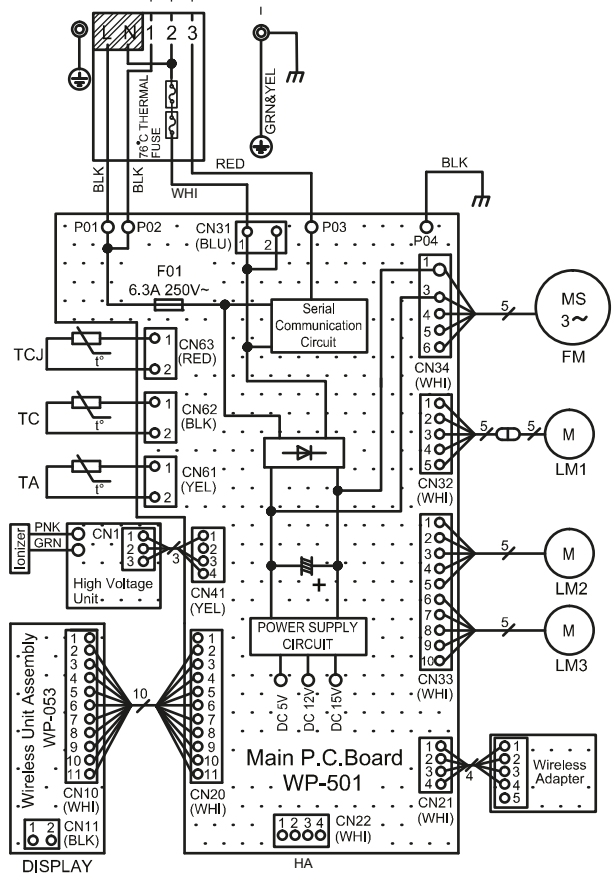 L N 1 2 3
76°C THERMAL
FUSE
GRN&YEL
BLK
BLK
WHI
RED
BLK
P01
P02
CN31
(BLU)
1 2
P03
P04
F01
6.3A 250V~
Serial
Communication
Circuit
1
3
4
5
6
CN34
(WHI)
5
MS
3~
FM
TCJ
t°
1
2
CN63
(RED)
TC
t°
1
2
CN62
(BLK)
TA
t°
1
2
CN61
(YEL)
1
2
3
4
5
CN32
(WHI)
5
5
M
LM1
Ionizer
PNK
GRN
CN1
1
2
3
High Voltage
Unit
3
1
2
3
4
CN41
(YEL)
+
1
2
3
4
5
6
7
8
9
10
CN33
(WHI)
5
M
LM2
5
M
LM3
POWER SUPPLY
CIRCUIT
DC 5V
DC 12V
DC 15V
Wireless Unit Assembly
WP-053
1
2
3
4
5
6
7
8
9
10
11
CN10
(WHI)
10
1
2
3
4
5
6
7
8
9
10
11
CN20
(WHI)
1 2
CN11
(BLK)
DISPLAY
Main P.C.Board
WP-501
1 2 3 4
CN22
(WHI)
HA
1
2
3
4
CN21
(WHI)
4
1
2
3
4
5
Wireless
Adapter